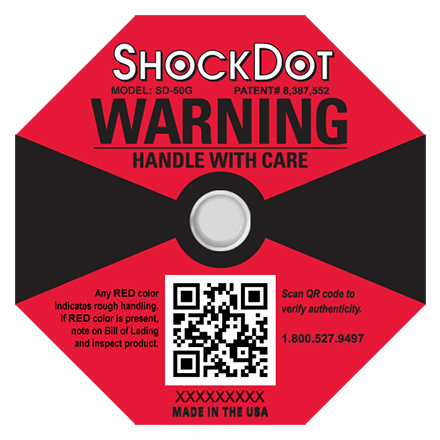 SHOCKDOT
MODEL: SD-50G PATENT# 8,387,552
WARNING
HANDLE WITH CARE
Any RED color
indicates rough handling.
If RED color is present,
note on Bill of Lading
and inspect product.
Scan QR code to
verify authenticity.
1.800.527.9497
XXXXXXXXX
MADE IN THE USA